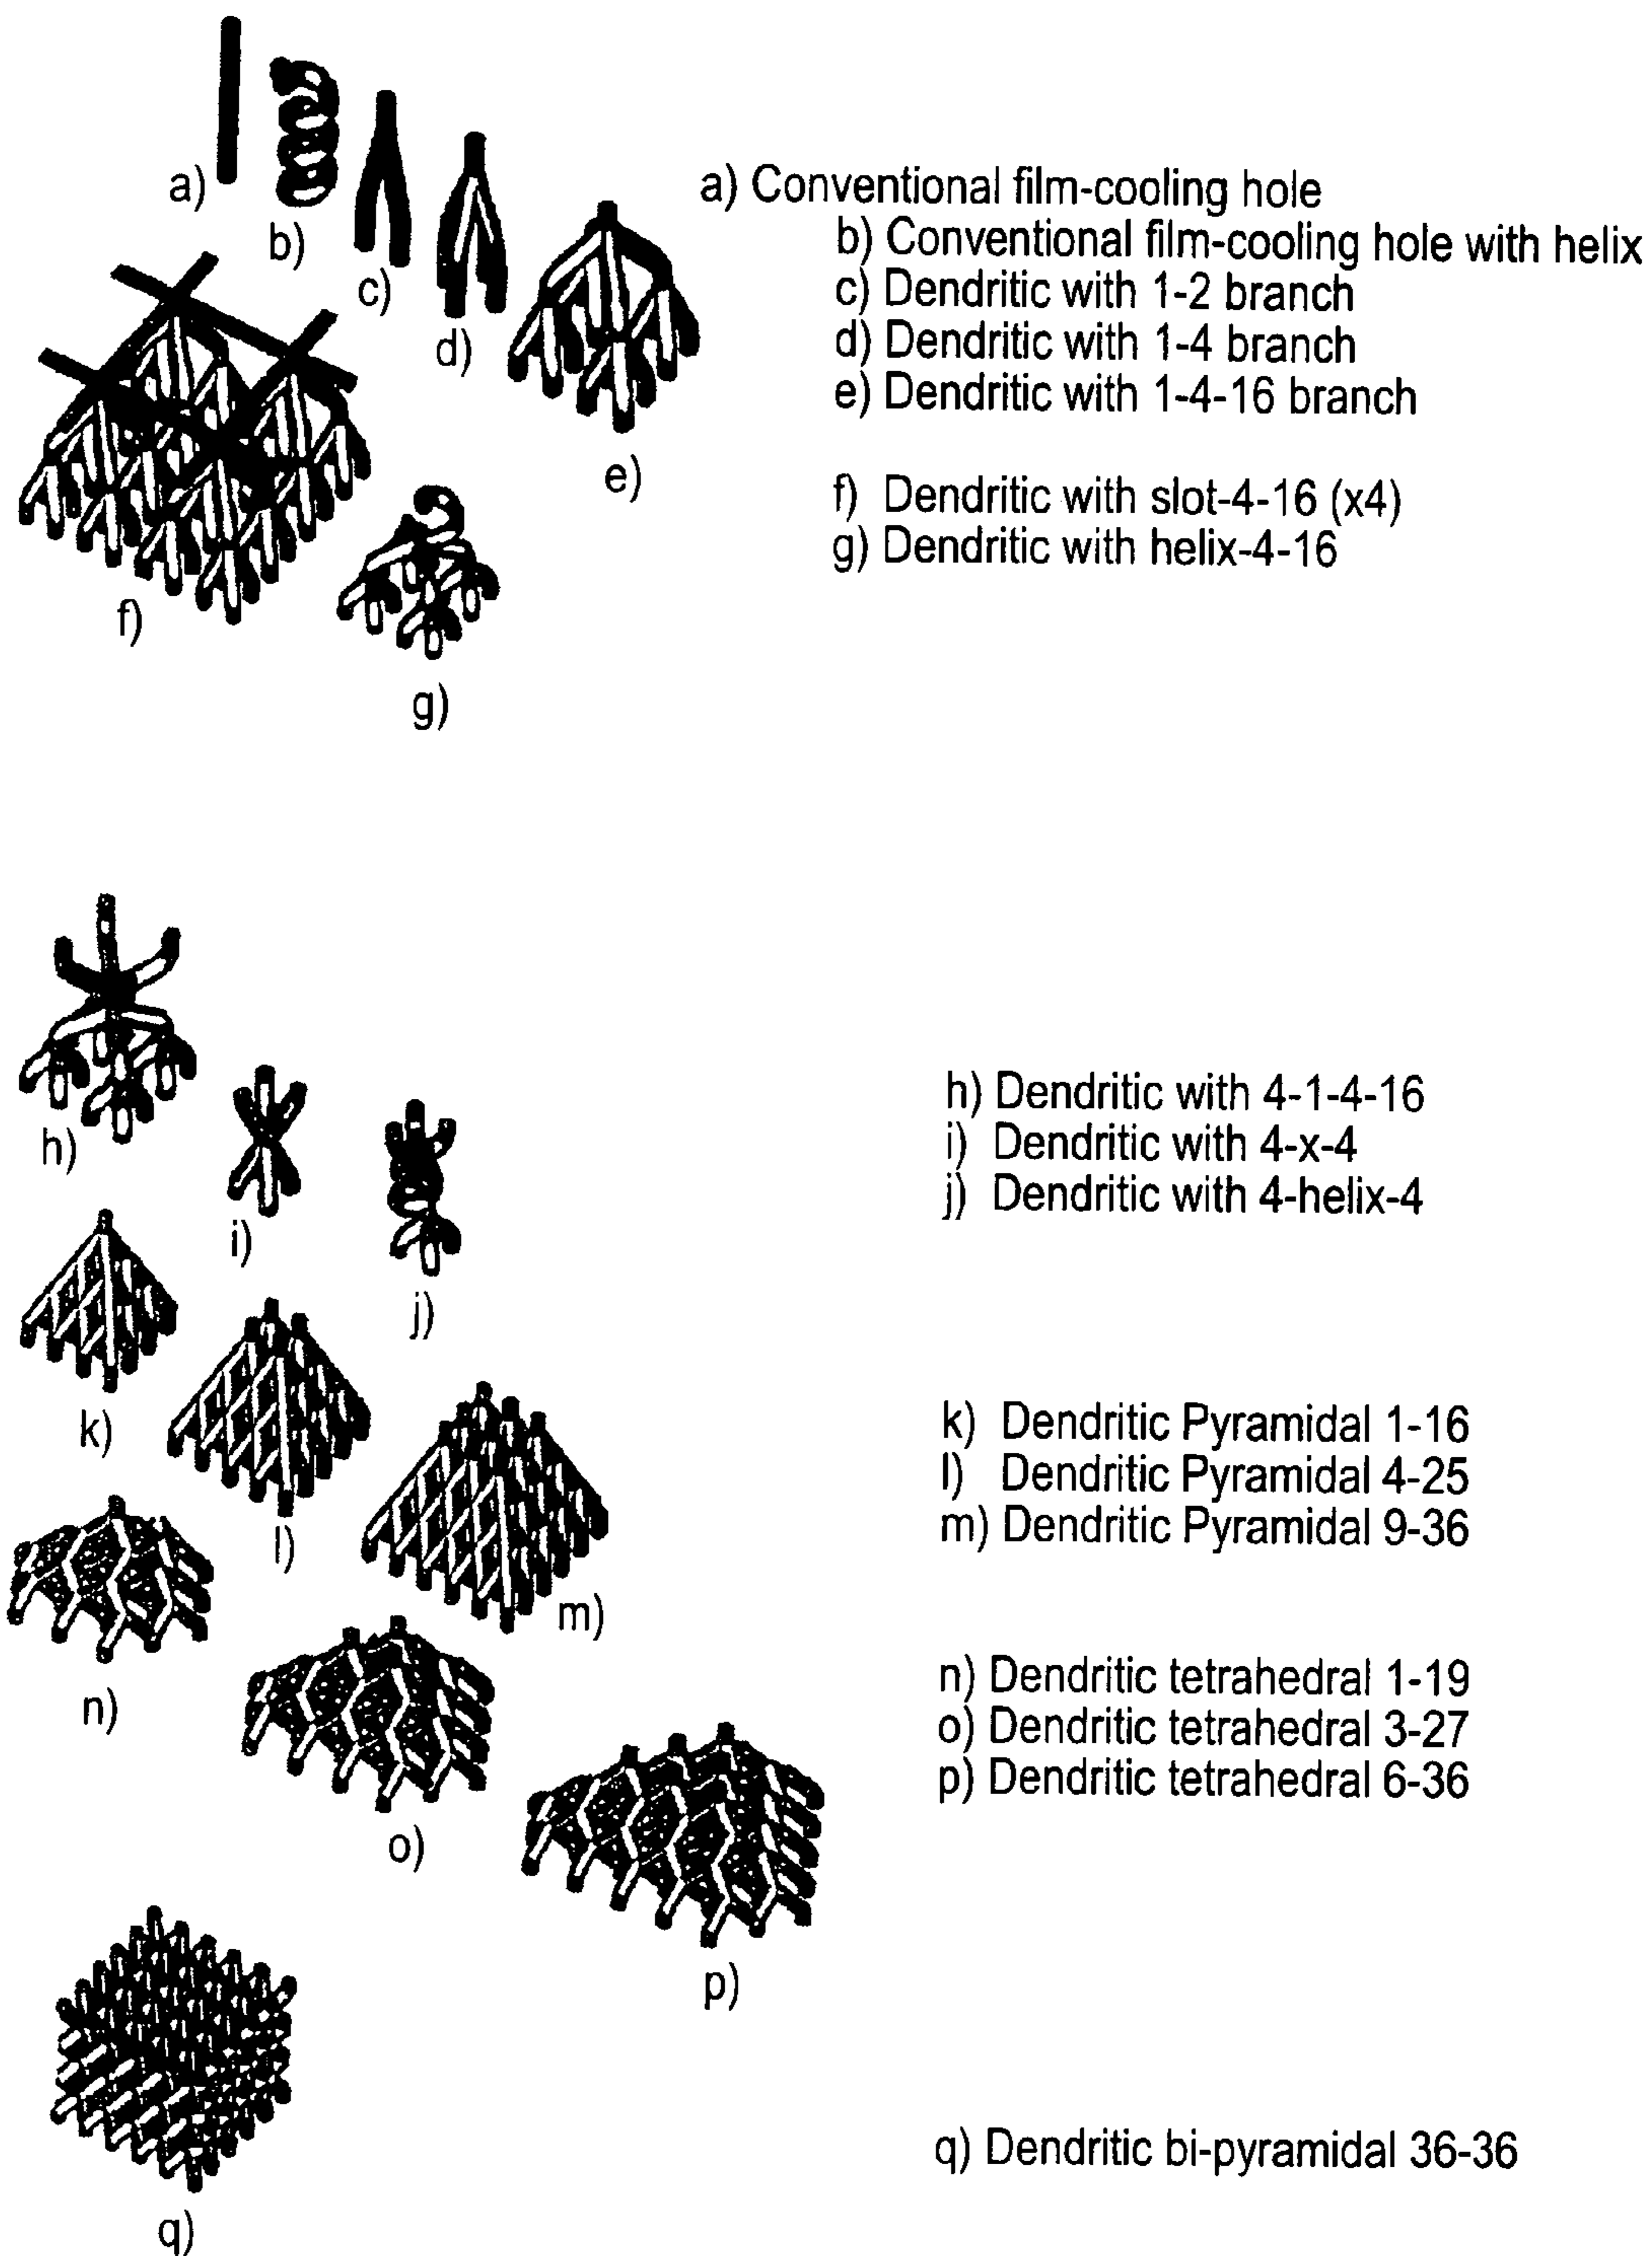 a)
b)
c)
d)
e)
f)
g)
a) Conventional film-cooling hole
b) Conventional film-cooling hole with helix
c) Dendritic with 1-2 branch
d) Dendritic with 1-4 branch
e) Dendritic with 1-4-16 branch
f) Dendritic with slot-4-16 (x4)
g) Dendritic with helix-4-16
h)
i)
j)
h) Dendritic with 4-1-4-16
i) Dendritic with 4-x-4
j) Dendritic with 4-helix-4
k)
l)
m)
k) Dendritic Pyramidal 1-16
l) Dendritic Pyramidal 4-25
m) Dendritic Pyramidal 9-36
n)
o)
p)
n) Dendritic tetrahedral 1-19
o) Dendritic tetrahedral 3-27
p) Dendritic tetrahedral 6-36
q)
q) Dendritic bi-pyramidal 36-36